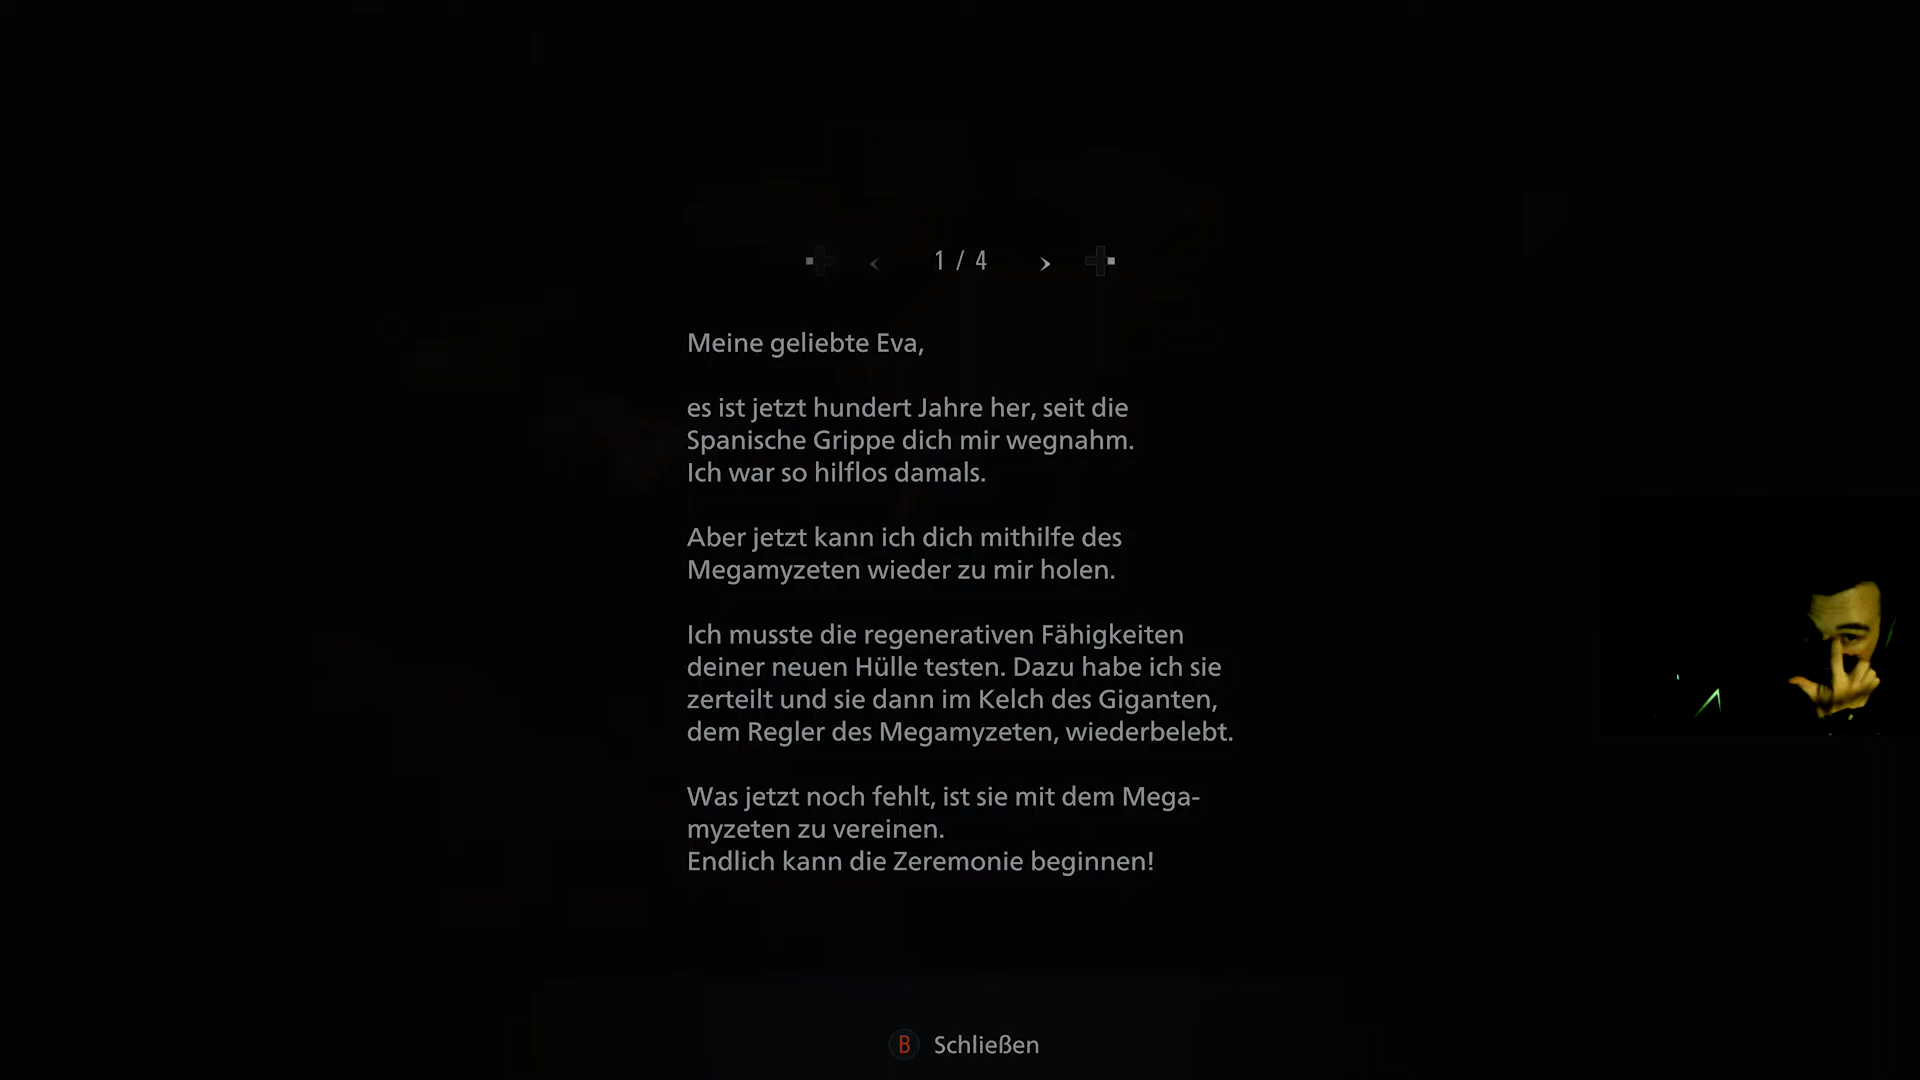 1 / 4
Meine geliebte Eva,
es ist jetzt hundert Jahre her, seit die
Spanische Grippe dich mir wegnahm.
Ich war so hilflos damals.
Aber jetzt kann ich dich mithilfe des
Megamyzeten wieder zu mir holen.
Ich musste die regenerativen Fähigkeiten
deiner neuen Hülle testen. Dazu habe ich sie
zerteilt und sie dann im Kelch des Giganten,
dem Regler des Megamyzeten, wiederbelebt.
Was jetzt noch fehlt, ist sie mit dem Mega-
myzeten zu vereinen.
Endlich kann die Zeremonie beginnen!
B Schließen